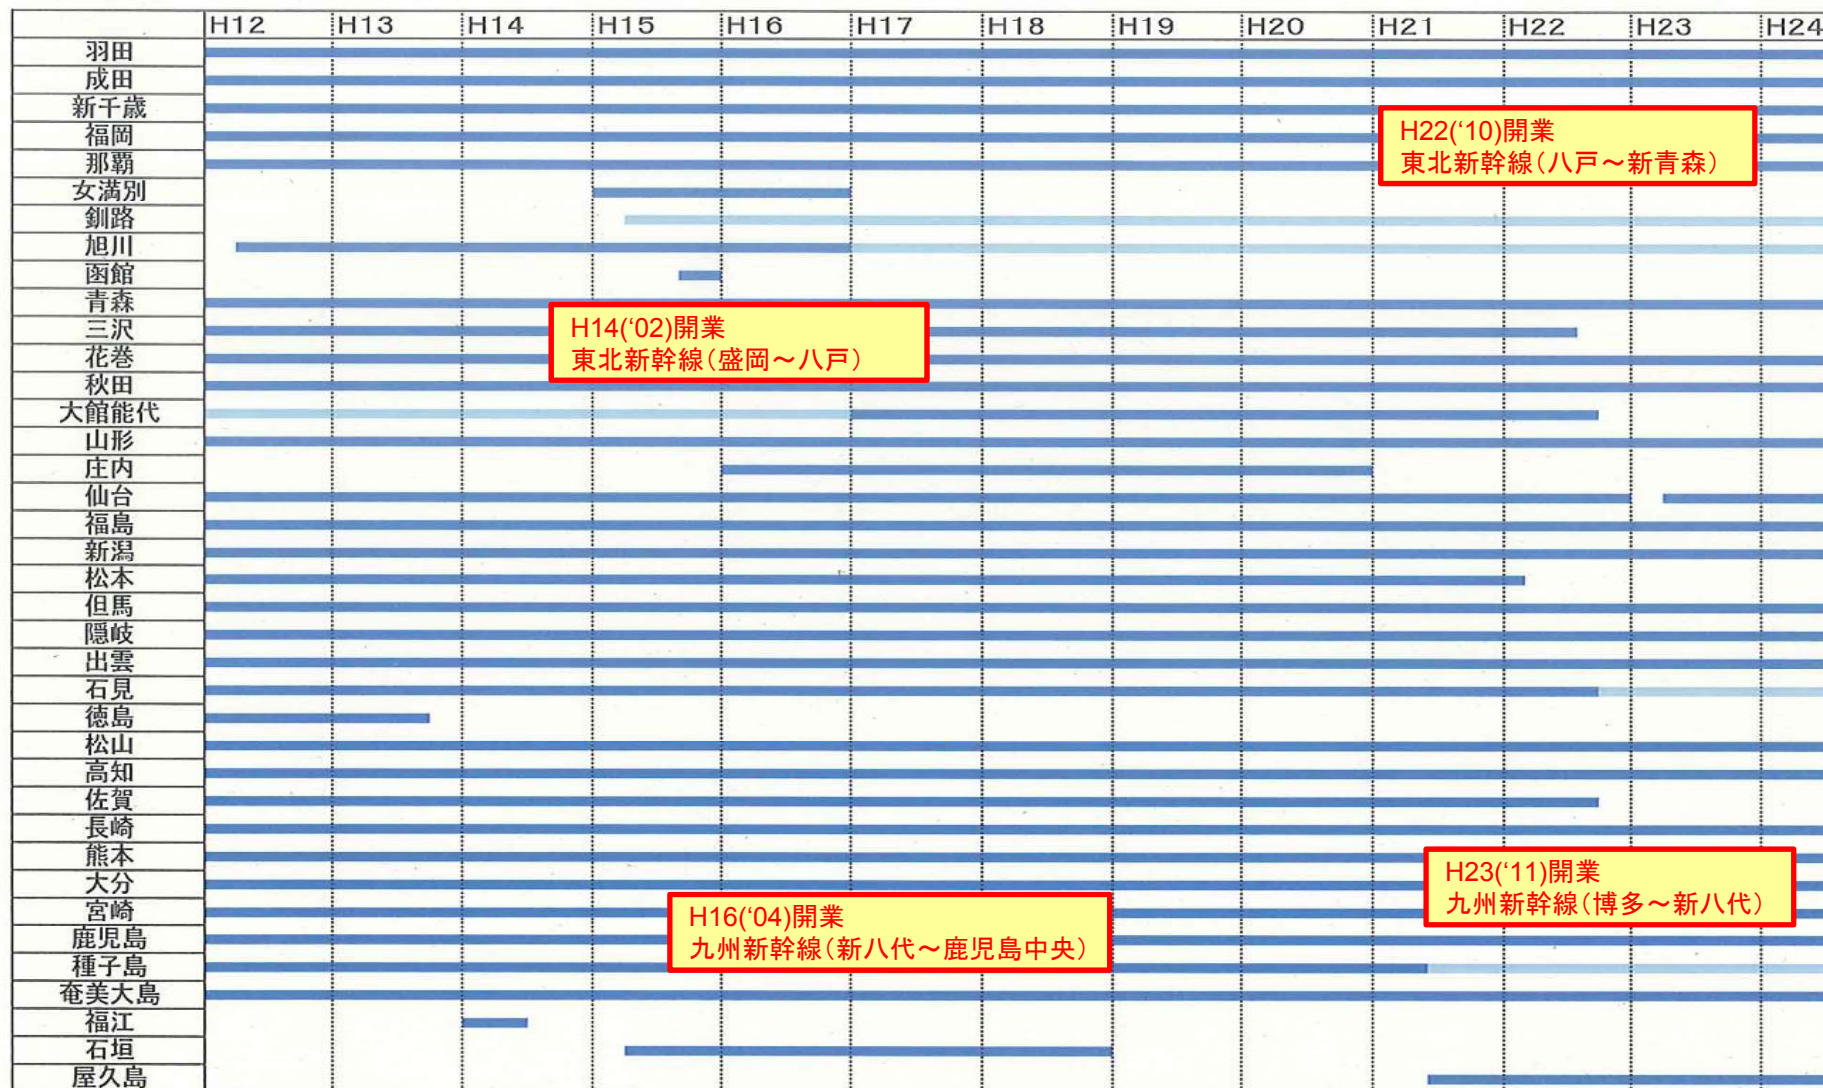 H12 H13 H14 H15 H16 H17 H18 H19 H20 H21 H22 H23 H24
羽田
成田
新千歳
福岡
那覇
H22(‘10)開業
東北新幹線(八戸～新青森)
女満別
釧路
旭川
函館
青森
三沢
花巻
H14(‘02)開業
東北新幹線(盛岡～八戸)
秋田
大館能代
山形
庄内
仙台
福島
新潟
松本
但馬
隠岐
出雲
石見
徳島
松山
高知
佐賀
長崎
熊本
大分
H23(‘11)開業
九州新幹線(博多～新八代)
宮崎
鹿児島
H16(‘04)開業
九州新幹線(新八代～鹿児島中央)
種子島
奄美大島
福江
石垣
屋久島